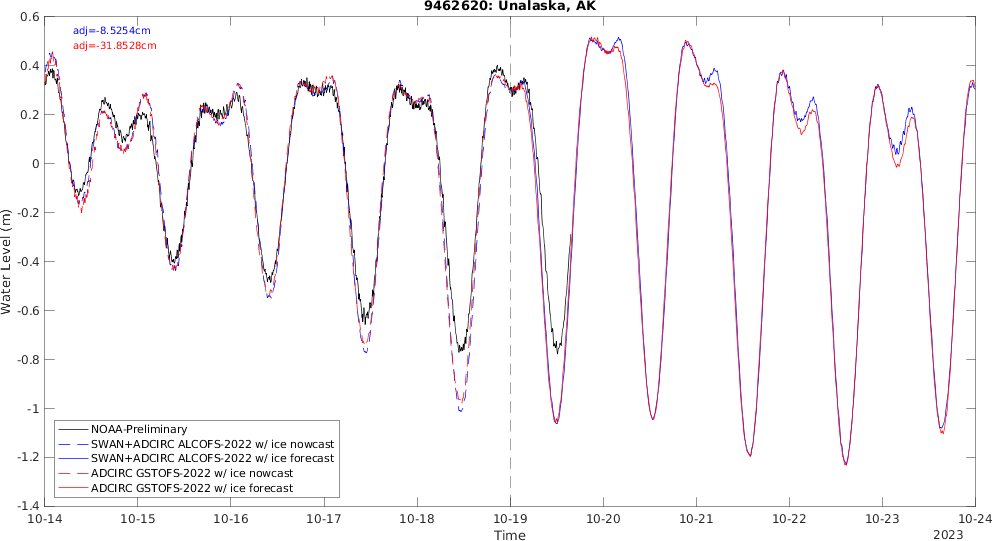 9462620: Unalaska, AK
adj=-8.5254cm
adj=-31.8528cm
0.6
0.4
0.2
0
-0.2
-0.4
-0.6
-0.8
-1
-1.2
-1.4
Water Level (m)
NOAA-Preliminary
SWAN+ADCIRC ALCOFS-2022 w/ ice nowcast
SWAN+ADCIRC ALCOFS-2022 w/ ice forecast
ADCIRC GSTOFS-2022 w/ ice nowcast
ADCIRC GSTOFS-2022 w/ ice forecast
10-14 10-15 10-16 10-17 10-18 10-19 10-20 10-21 10-22 10-23 10-24
Time
2023